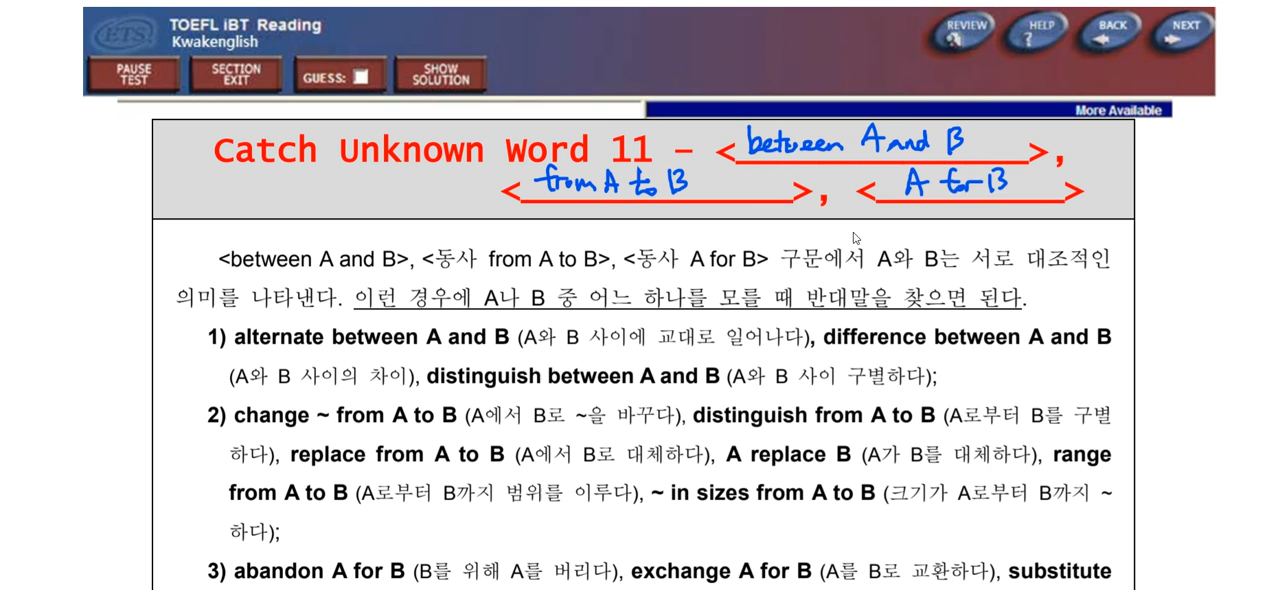 ETS
TOEFL iBT Reading
Kwakenglish
REVIEW
HELP
?
BACK
NEXT
PAUSE TEST
SECTION EXIT
GUESS:
SHOW SOLUTION
More Available
Catch Unknown Word 11 – <between A and B>,
<from A to B>, <A for B>
<between A and B>, <동사 from A to B>, <동사 A for B> 구문에서 A와 B는 서로 대조적인
의미를 나타낸다. 이런 경우에 A나 B 중 어느 하나를 모를 때 반대말을 찾으면 된다.
1) alternate between A and B (A와 B 사이에 교대로 일어나다), difference between A and B
(A와 B 사이의 차이), distinguish between A and B (A와 B 사이 구별하다);
2) change ~ from A to B (A에서 B로 ~을 바꾸다), distinguish from A to B (A로부터 B를 구별
하다), replace from A to B (A에서 B로 대체하다), A replace B (A가 B를 대체하다), range
from A to B (A로부터 B까지 범위를 이루다), ~ in sizes from A to B (크기가 A로부터 B까지 ~
하다);
3) abandon A for B (B를 위해 A를 버리다), exchange A for B (A를 B로 교환하다), substitute